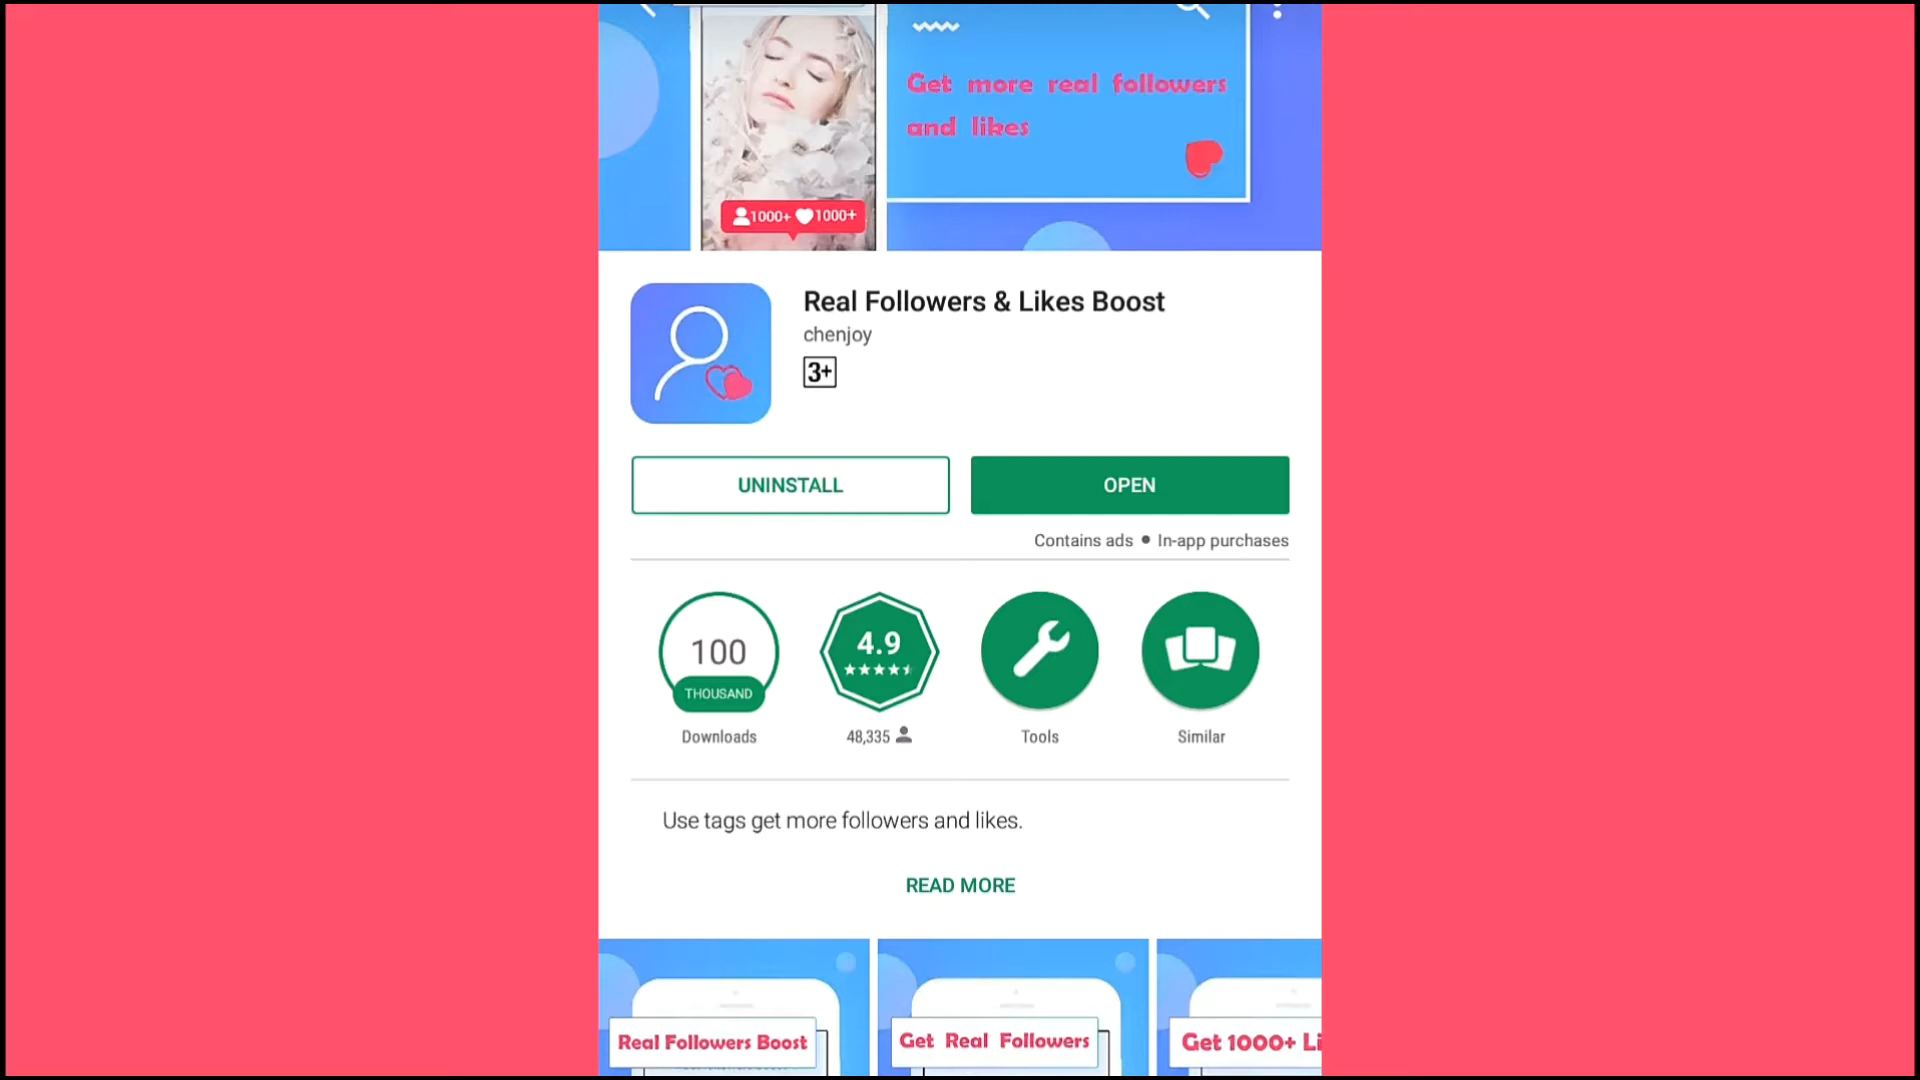 Get more real followers
and likes
1000+ 1000+
Real Followers & Likes Boost
chenjoy
3+
UNINSTALL
OPEN
Contains ads • In-app purchases
100
THOUSAND
4.9
Downloads
48,335
Tools
Similar
Use tags get more followers and likes.
READ MORE
Real Followers Boost
Get Real Followers
Get 1000+ Li